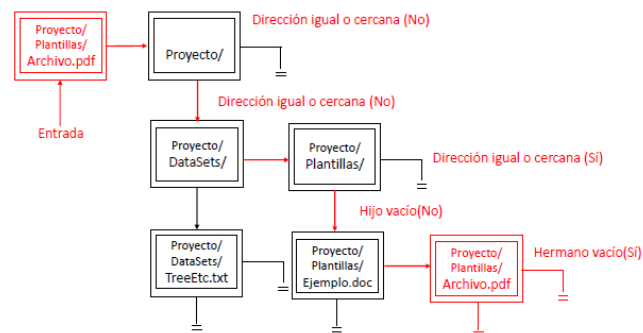 Dirección igual o cercana (No)
Proyecto/
Plantillas/
Archivo.pdf
Proyecto/
Dirección igual o cercana (No)
Entrada
Proyecto/
DataSets/
Proyecto/
Plantillas/
Dirección igual o cercana (Sí)
Hijo vacío(No)
Proyecto/
DataSets/
TreeEtc.txt
Proyecto/
Plantillas/
Ejemplo.doc
Proyecto/
Plantillas/
Archivo.pdf
Hermano vacío(Sí)